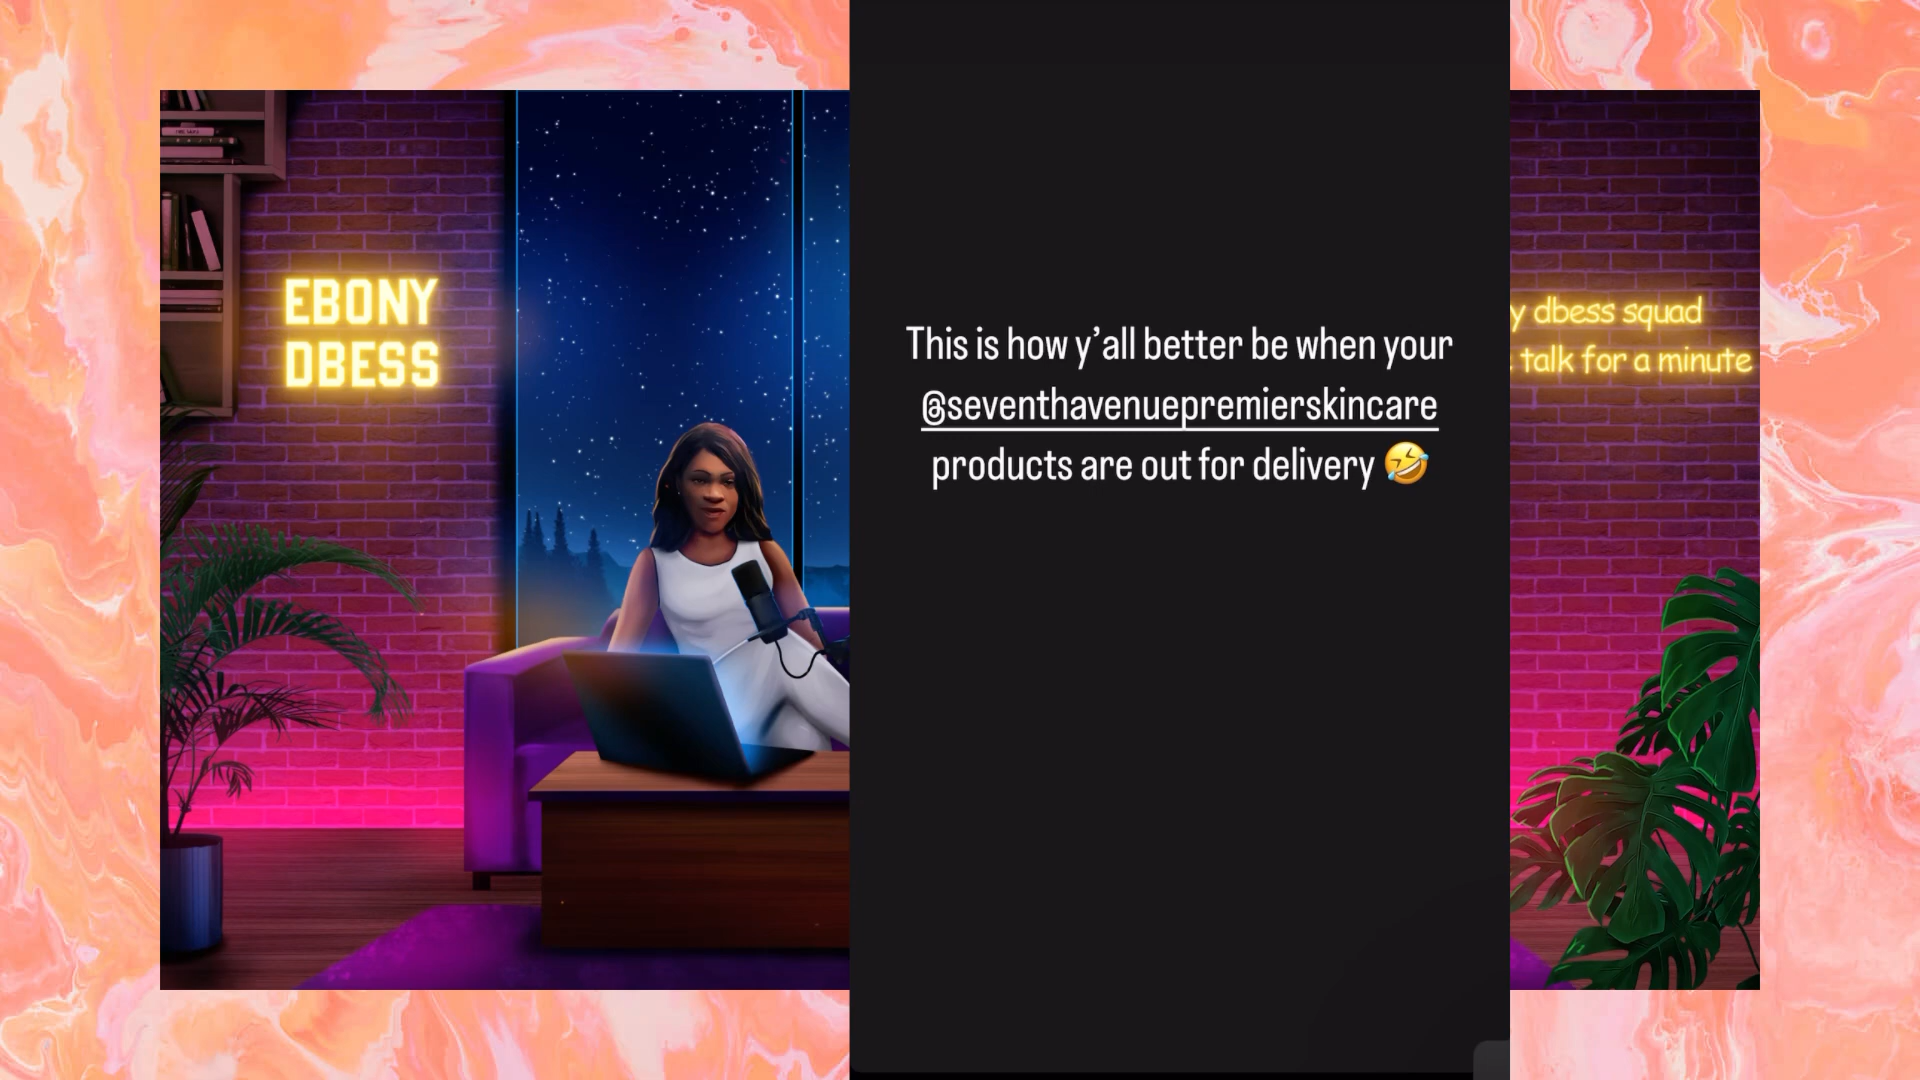 EBONY
DBESS
This is how y'all better be when your
@seventhavenuepremierskincare
products are out for delivery 🤣
y dbess squad
talk for a minute